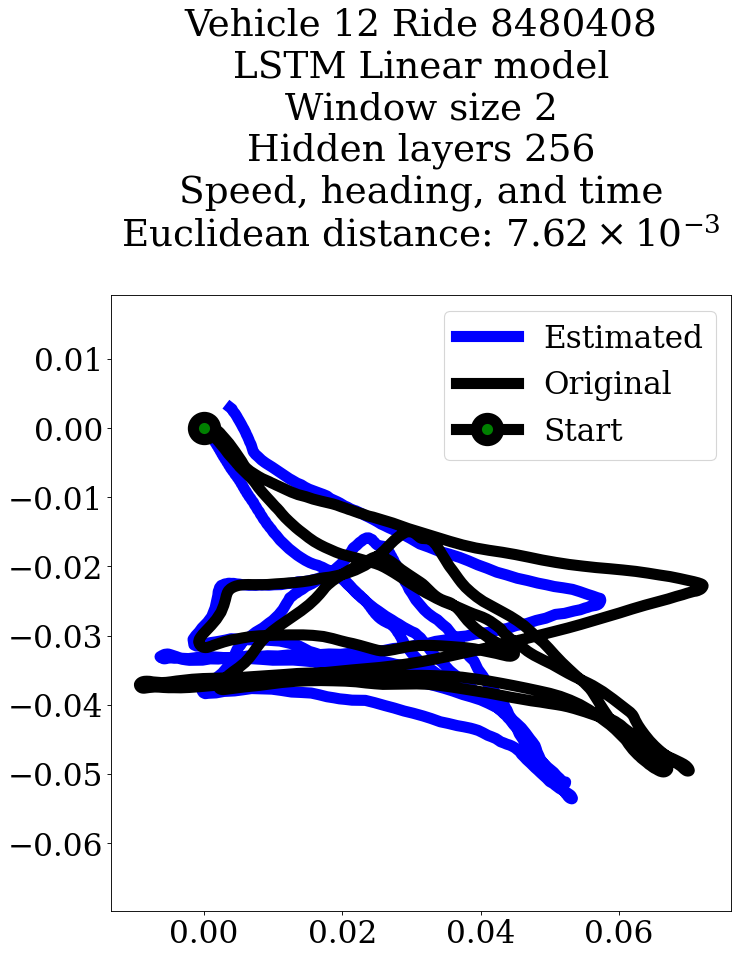 Vehicle 12 Ride 8480408
LSTM Linear model
Window size 2
Hidden layers 256
Speed, heading, and time
Euclidean distance: 7.62 × 10⁻³
Estimated
Original
Start
0.01
0.00
−0.01
−0.02
−0.03
−0.04
−0.05
−0.06
0.00 0.02 0.04 0.06